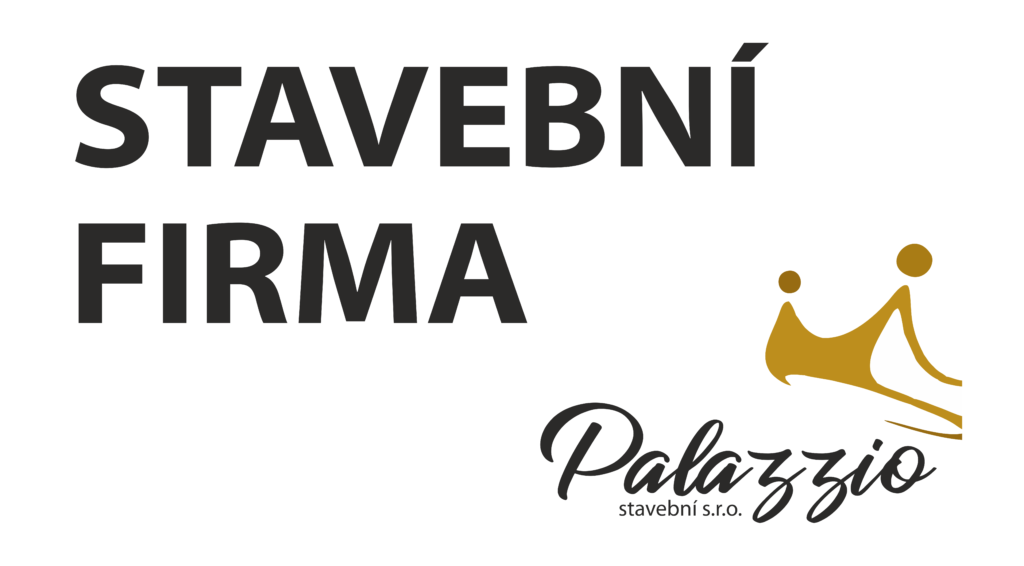 STAVEBNÍ
FIRMA
Palazzio
stavební s.r.o.